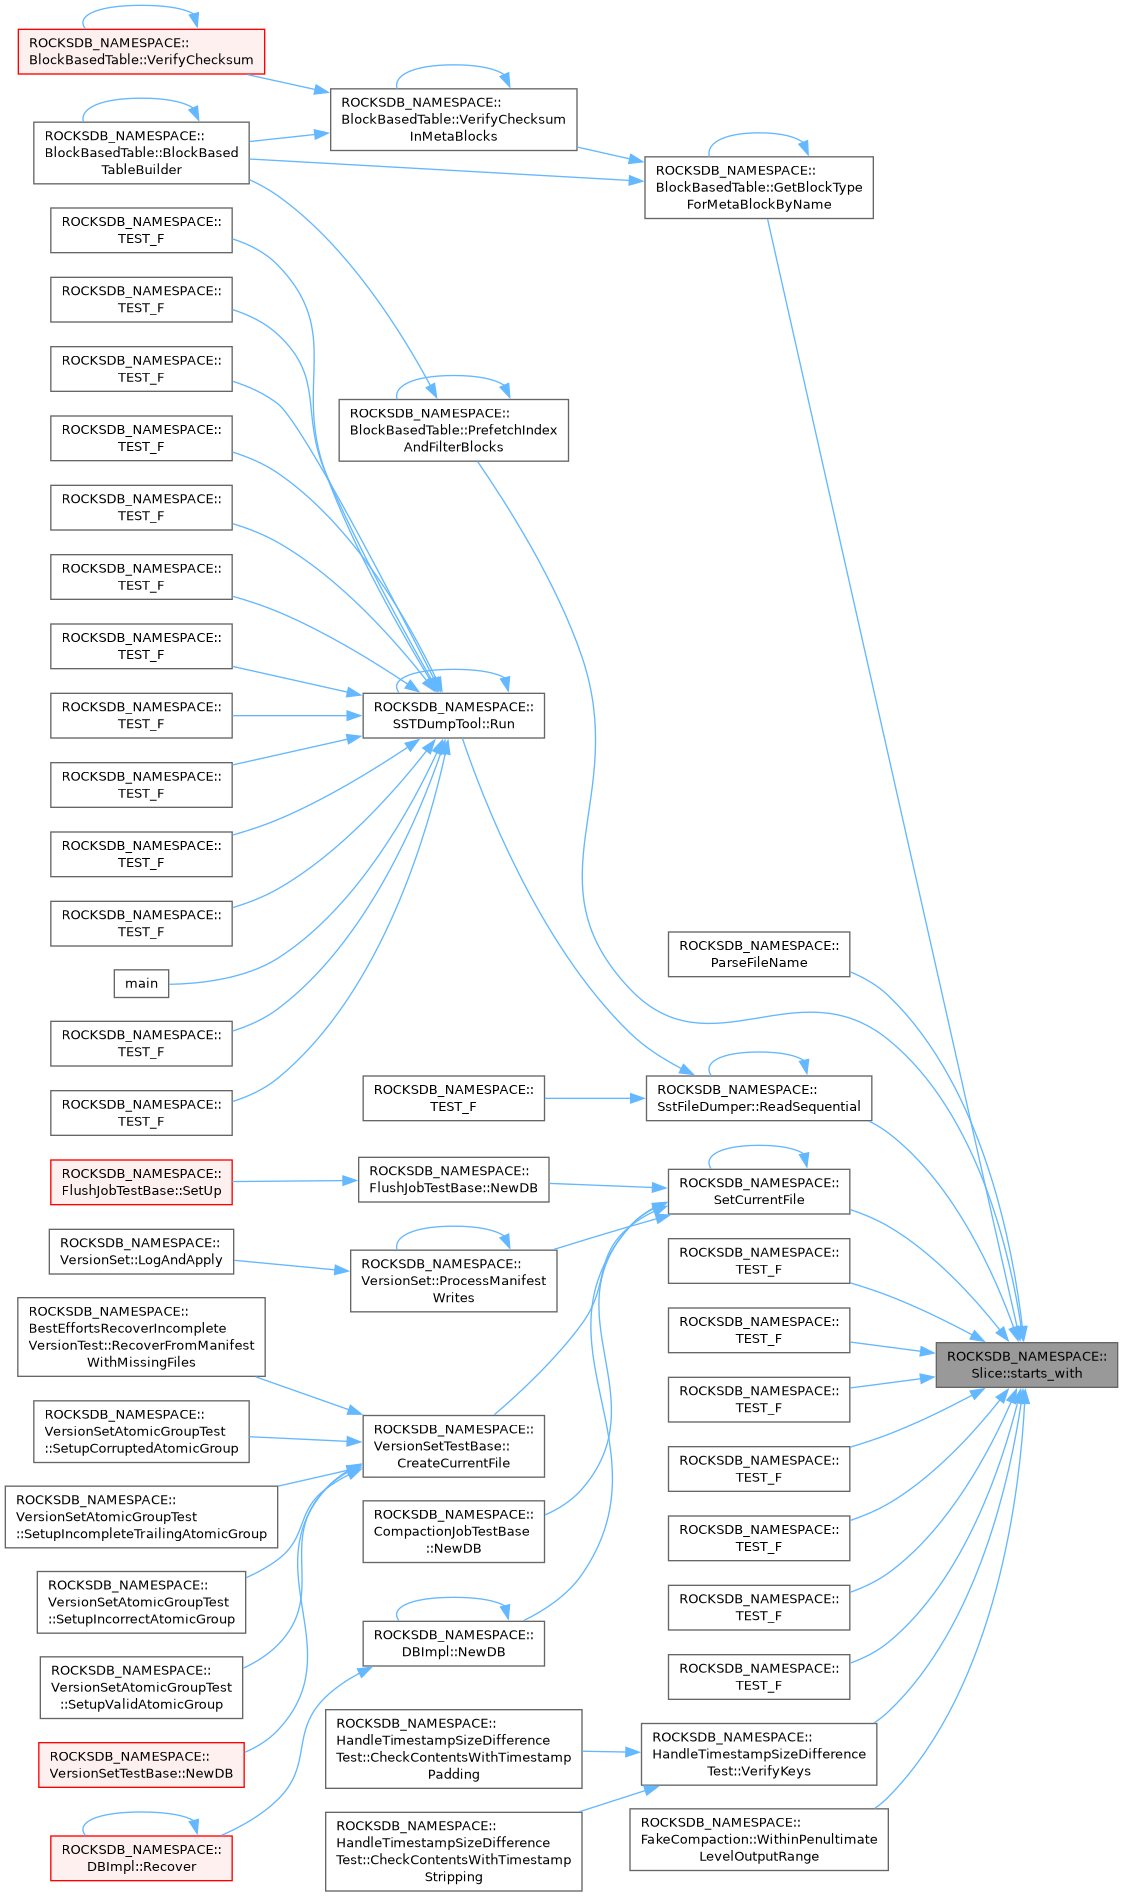 ROCKSDB_NAMESPACE::
BlockBasedTable::VerifyChecksum
ROCKSDB_NAMESPACE::
BlockBasedTable::VerifyChecksum
InMetaBlocks
ROCKSDB_NAMESPACE::
BlockBasedTable::BlockBased
TableBuilder
ROCKSDB_NAMESPACE::
BlockBasedTable::GetBlockType
ForMetaBlockByName
ROCKSDB_NAMESPACE::
TEST_F
ROCKSDB_NAMESPACE::
TEST_F
ROCKSDB_NAMESPACE::
TEST_F
ROCKSDB_NAMESPACE::
TEST_F
ROCKSDB_NAMESPACE::
BlockBasedTable::PrefetchIndex
AndFilterBlocks
ROCKSDB_NAMESPACE::
TEST_F
ROCKSDB_NAMESPACE::
TEST_F
ROCKSDB_NAMESPACE::
TEST_F
ROCKSDB_NAMESPACE::
TEST_F
ROCKSDB_NAMESPACE::
SSTDumpTool::Run
ROCKSDB_NAMESPACE::
TEST_F
ROCKSDB_NAMESPACE::
TEST_F
ROCKSDB_NAMESPACE::
TEST_F
ROCKSDB_NAMESPACE::
ParseFileName
main
ROCKSDB_NAMESPACE::
TEST_F
ROCKSDB_NAMESPACE::
TEST_F
ROCKSDB_NAMESPACE::
TEST_F
ROCKSDB_NAMESPACE::
SstFileDumper::ReadSequential
ROCKSDB_NAMESPACE::
FlushJobTestBase::SetUp
ROCKSDB_NAMESPACE::
FlushJobTestBase::NewDB
ROCKSDB_NAMESPACE::
SetCurrentFile
ROCKSDB_NAMESPACE::
VersionSet::LogAndApply
ROCKSDB_NAMESPACE::
VersionSet::ProcessManifest
Writes
ROCKSDB_NAMESPACE::
TEST_F
ROCKSDB_NAMESPACE::
BestEffortsRecoverIncomplete
VersionTest::RecoverFromManifest
WithMissingFiles
ROCKSDB_NAMESPACE::
TEST_F
ROCKSDB_NAMESPACE::
Slice::starts_with
ROCKSDB_NAMESPACE::
TEST_F
ROCKSDB_NAMESPACE::
VersionSetAtomicGroupTest
::SetupCorruptedAtomicGroup
ROCKSDB_NAMESPACE::
VersionSetTestBase::
CreateCurrentFile
ROCKSDB_NAMESPACE::
TEST_F
ROCKSDB_NAMESPACE::
VersionSetAtomicGroupTest
::SetupIncompleteTrailingAtomicGroup
ROCKSDB_NAMESPACE::
CompactionJobTestBase
::NewDB
ROCKSDB_NAMESPACE::
TEST_F
ROCKSDB_NAMESPACE::
VersionSetAtomicGroupTest
::SetupIncorrectAtomicGroup
ROCKSDB_NAMESPACE::
TEST_F
ROCKSDB_NAMESPACE::
DBImpl::NewDB
ROCKSDB_NAMESPACE::
VersionSetAtomicGroupTest
::SetupValidAtomicGroup
ROCKSDB_NAMESPACE::
TEST_F
ROCKSDB_NAMESPACE::
VersionSetTestBase::NewDB
ROCKSDB_NAMESPACE::
HandleTimestampSizeDifference
Test::CheckContentsWithTimestamp
Padding
ROCKSDB_NAMESPACE::
HandleTimestampSizeDifference
Test::VerifyKeys
ROCKSDB_NAMESPACE::
DBImpl::Recover
ROCKSDB_NAMESPACE::
HandleTimestampSizeDifference
Test::CheckContentsWithTimestamp
Stripping
ROCKSDB_NAMESPACE::
FakeCompaction::WithinPenultimate
LevelOutputRange